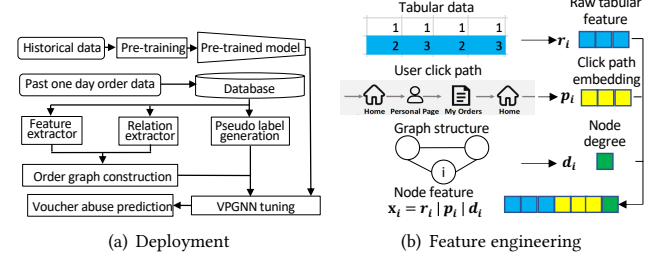 Historical data
Pre-training
Pre-trained model
Past one day order data
Database
Feature
extractor
Relation
extractor
Pseudo label
generation
Order graph construction
Voucher abuse prediction
VPGNN tuning
(a) Deployment
Tabular data
1 1 1
2 3 2 3
r_i
Raw tabular
feature
User click path
Home
Personal Page
My Orders
Home
p_i
Click path
embedding
Graph structure
i
d_i
Node
degree
Node feature
x_i = r_i | p_i | d_i
(b) Feature engineering